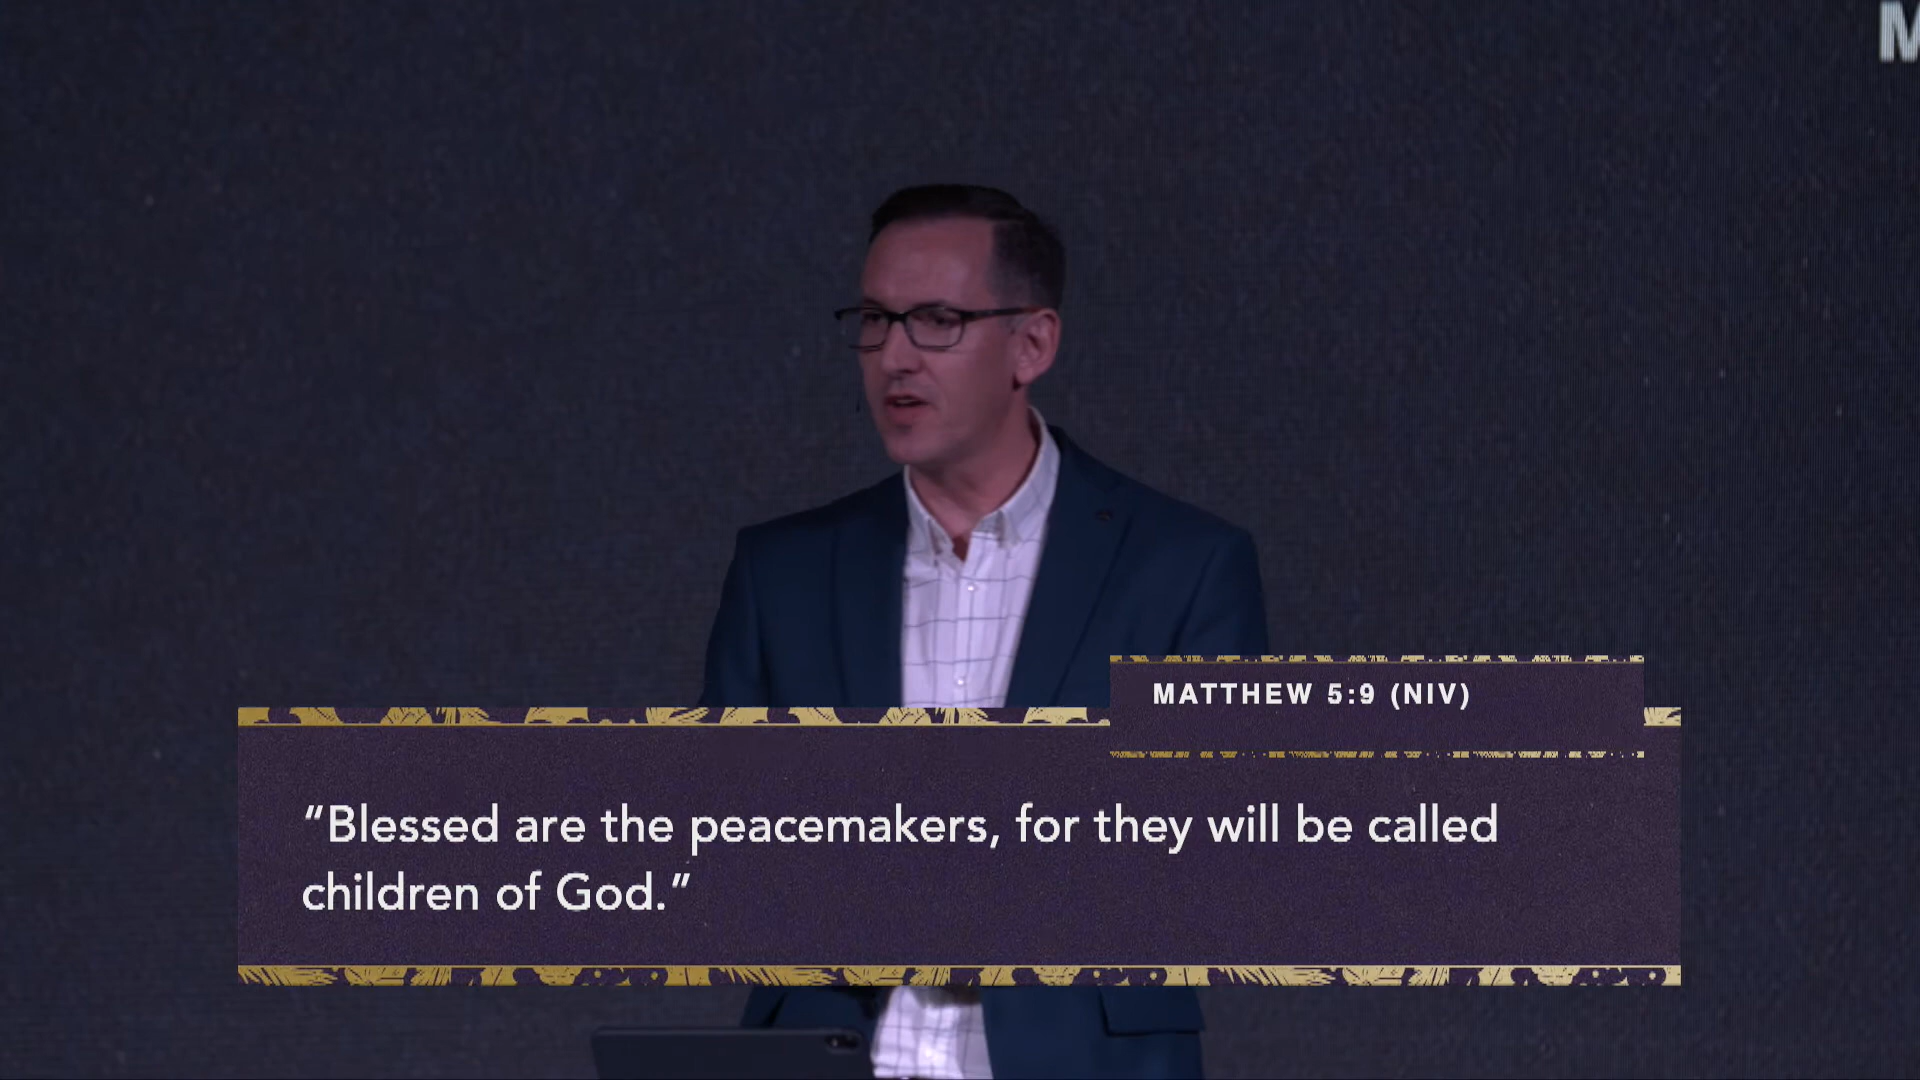 MATTHEW 5:9 (NIV)
“Blessed are the peacemakers, for they will be called
children of God.”